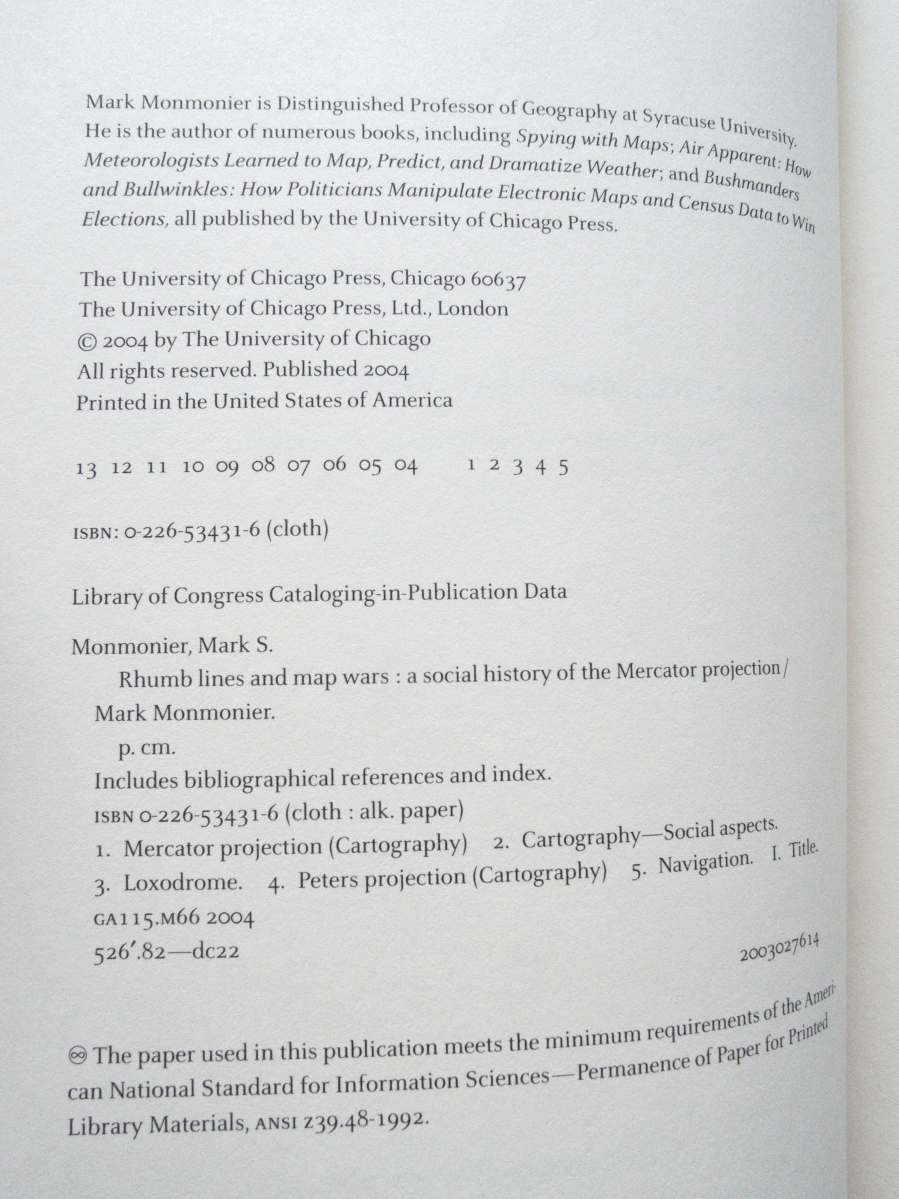 Mark Monmonier is Distinguished Professor of Geography at Syracuse University.
He is the author of numerous books, including Spying with Maps; Air Apparent: How
Meteorologists Learned to Map, Predict, and Dramatize Weather; and Bushmanders
and Bullwinkles: How Politicians Manipulate Electronic Maps and Census Data to Win
Elections, all published by the University of Chicago Press.
The University of Chicago Press, Chicago 60637
The University of Chicago Press, Ltd., London
© 2004 by The University of Chicago
All rights reserved. Published 2004
Printed in the United States of America
13 12 11 10 09 08 07 06 05 04 1 2 3 4 5
ISBN: 0-226-53431-6 (cloth)
Library of Congress Cataloging-in-Publication Data
Monmonier, Mark S.
Rhumb lines and map wars : a social history of the Mercator projection /
Mark Monmonier.
p. cm.
Includes bibliographical references and index.
ISBN 0-226-53431-6 (cloth : alk. paper)
1. Mercator projection (Cartography) 2. Cartography—Social aspects.
3. Loxodrome. 4. Peters projection (Cartography) 5. Navigation. I. Title.
GA115.M66 2004
526′.82—dc22
2003027614
♾ The paper used in this publication meets the minimum requirements of the Ameri-
can National Standard for Information Sciences—Permanence of Paper for Printed
Library Materials, ANSI Z39.48-1992.